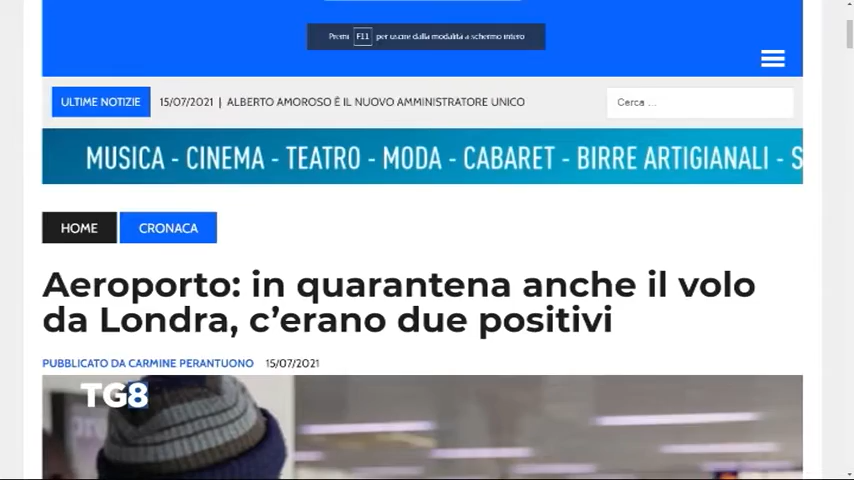 Premi F11 per uscire dalla modalità a schermo intero
ULTIME NOTIZIE 15/07/2021 | ALBERTO AMOROSO È IL NUOVO AMMINISTRATORE UNICO
Cerca ...
MUSICA - CINEMA - TEATRO - MODA - CABARET - BIRRE ARTIGIANALI - S
HOME CRONACA
Aeroporto: in quarantena anche il volo
da Londra, c’erano due positivi
PUBBLICATO DA CARMINE PERANTUONO 15/07/2021
TG8